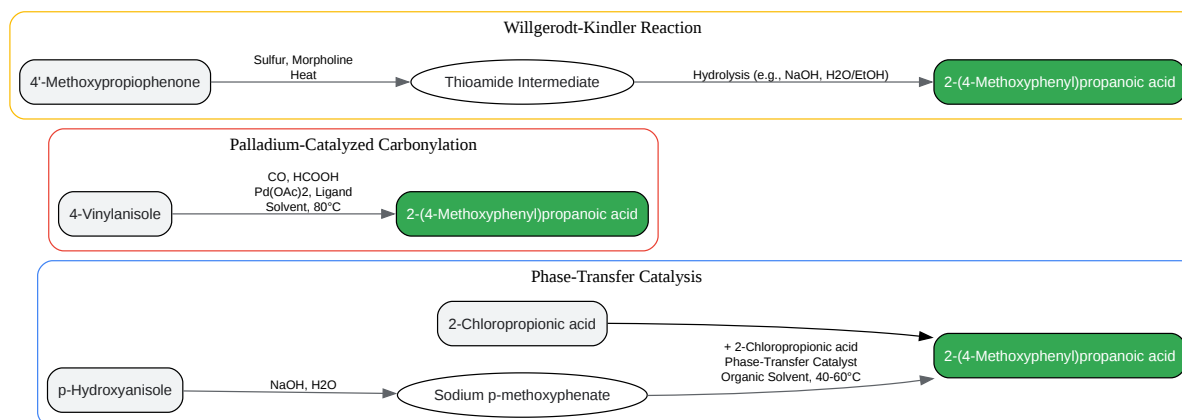 Willgerodt-Kindler Reaction
4'-Methoxypropiophenone
Sulfur, Morpholine
Heat
Thioamide Intermediate
Hydrolysis (e.g., NaOH, H2O/EtOH)
2-(4-Methoxyphenyl)propanoic acid
Palladium-Catalyzed Carbonylation
4-Vinylanisole
CO, HCOOH
Pd(OAc)2, Ligand
Solvent, 80°C
2-(4-Methoxyphenyl)propanoic acid
Phase-Transfer Catalysis
2-Chloropropionic acid
p-Hydroxyanisole
NaOH, H2O
Sodium p-methoxyphenate
+ 2-Chloropropionic acid
Phase-Transfer Catalyst
Organic Solvent, 40-60°C
2-(4-Methoxyphenyl)propanoic acid